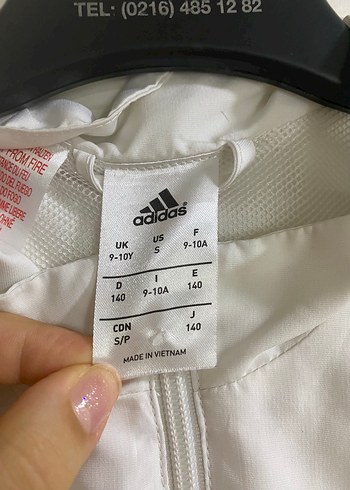 TEL: (0216) 485 12 82
FROM FIRE
adidas
UK US F
9-10Y S 9-10A
D I E
140 9-10A 140
CDN J
S/P 140
MADE IN VIETNAM